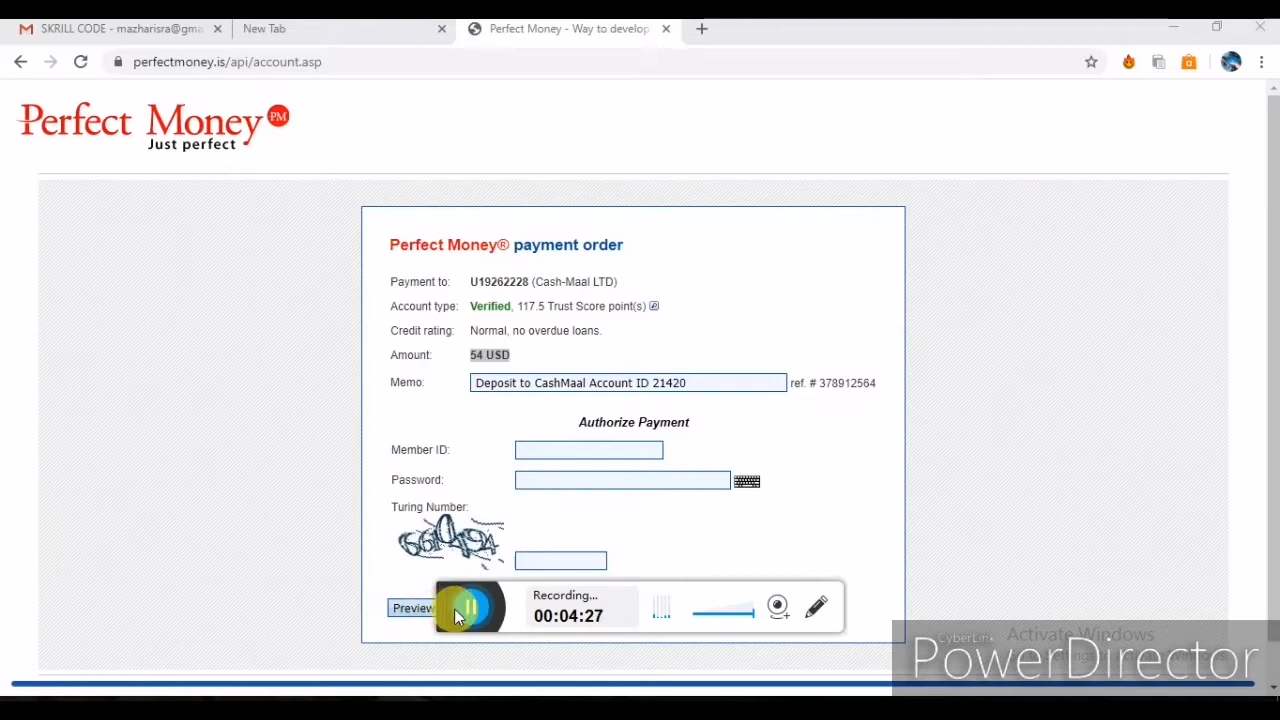 SKRILL CODE - mazharisra@gma
New Tab
Perfect Money - Way to develop
perfectmoney.is/api/account.asp
Perfect Money PM
Just perfect
Perfect Money® payment order
Payment to: U19262228 (Cash-Maal LTD)
Account type: Verified, 117.5 Trust Score point(s)
Credit rating: Normal, no overdue loans.
Amount: 54 USD
Memo: Deposit to CashMaal Account ID 21420 ref. # 378912564
Authorize Payment
Member ID:
Password:
Turing Number:
Preview
Recording...
00:04:27
Activate Windows
CyberLink
PowerDirector